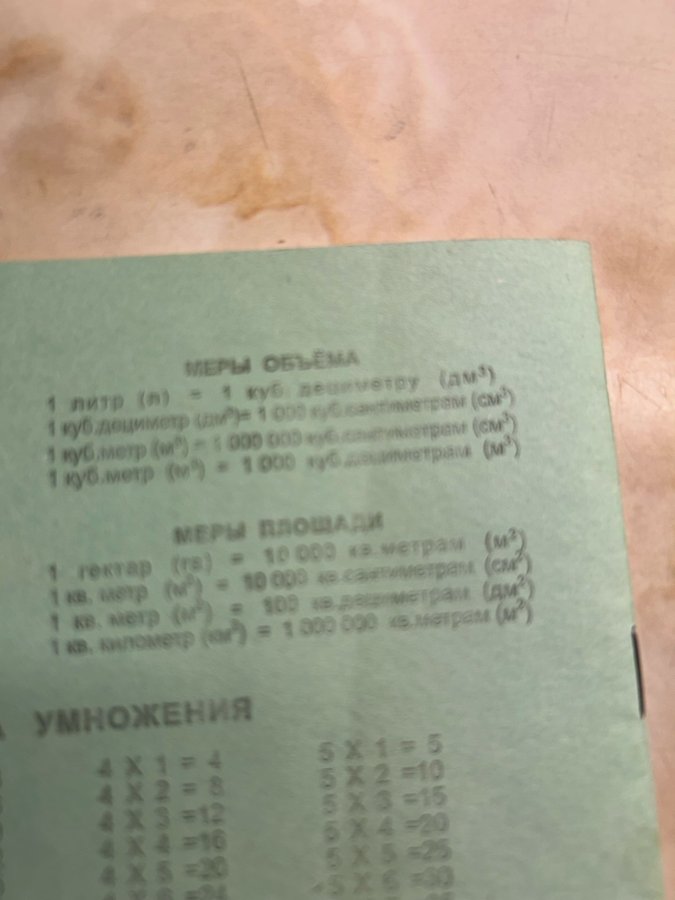 МЕРЫ ОБЪЁМА
1 литр (л) = 1 куб. дециметру (дм³)
1 куб.дециметр (дм³)= 1 000 куб.сантиметрам (см³)
1 куб.метр (м³) = 1 000 000 куб.сантиметрам (см³)
1 куб.метр (м³) = 1 000 куб.дециметрам (м³)
МЕРЫ ПЛОЩАДИ
1 гектар (га) = 10 000 кв.метрам (м²)
1 кв. метр (м²) = 10 000 кв.сантиметрам (см²)
1 кв. метр (м²) = 100 кв.дециметрам (дм²)
1 кв. километр (км²) = 1 000 000 кв.метрам (м²)
УМНОЖЕНИЯ
4 X 1 = 4 5 X 1 = 5
4 X 2 = 8 5 X 2 =10
4 X 3 =12 5 X 3 =15
4 X 4 =16 5 X 4 =20
4 X 5 =20 5 X 5 =25
5 X 6 =30